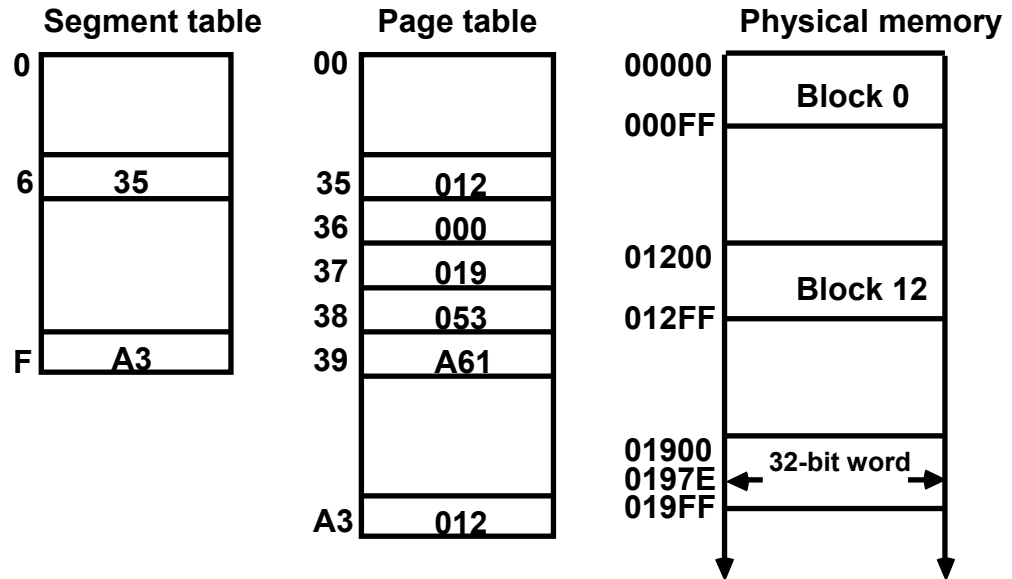 Segment table
0
6 35
F A3
Page table
00
35 012
36 000
37 019
38 053
39 A61
A3 012
Physical memory
00000
Block 0
000FF
01200
Block 12
012FF
01900
32-bit word
0197E
019FF